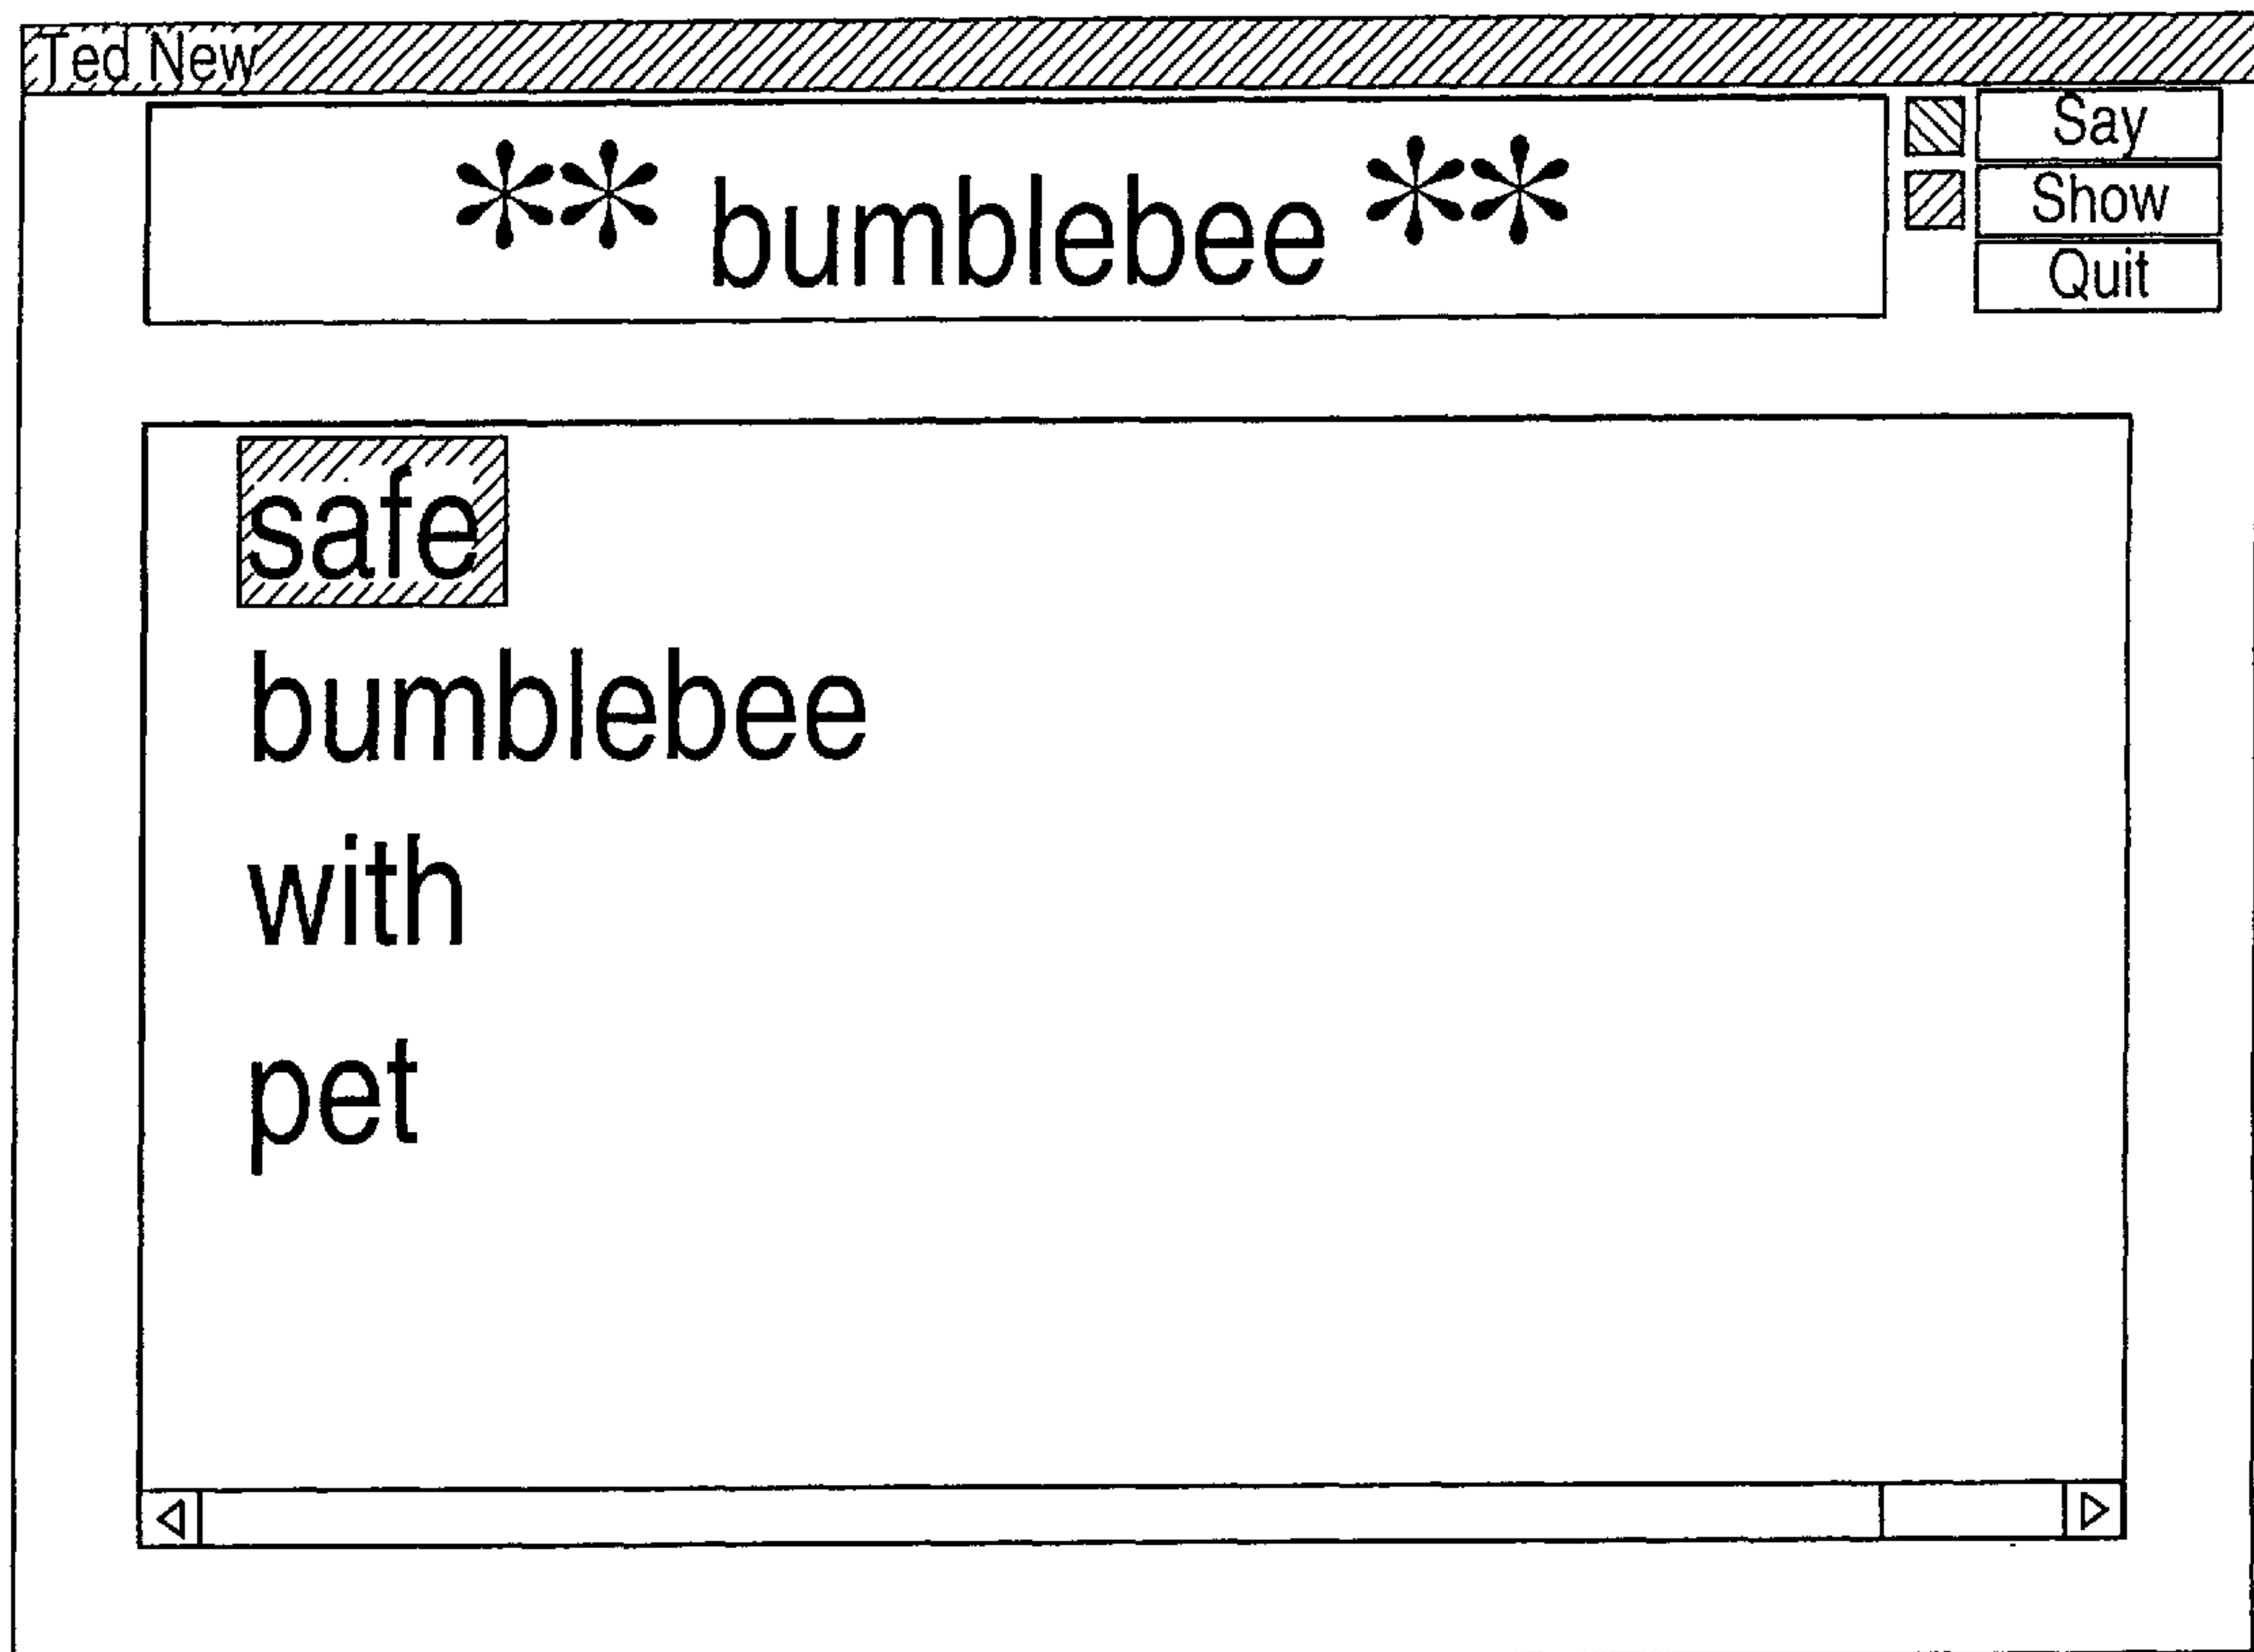 Ted New
** bumblebee **
Say
Show
Quit
safe
bumblebee
with
pet